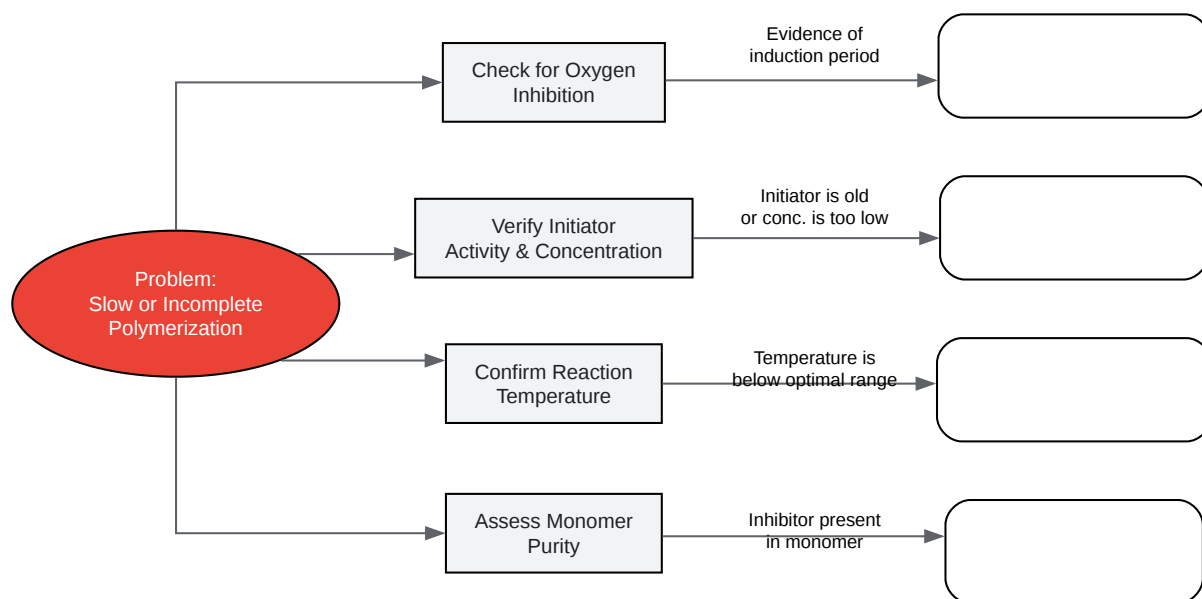 Problem:
Slow or Incomplete
Polymerization
Check for Oxygen
Inhibition
Evidence of
induction period
Verify Initiator
Activity & Concentration
Initiator is old
or conc. is too low
Confirm Reaction
Temperature
Temperature is
below optimal range
Assess Monomer
Purity
Inhibitor present
in monomer